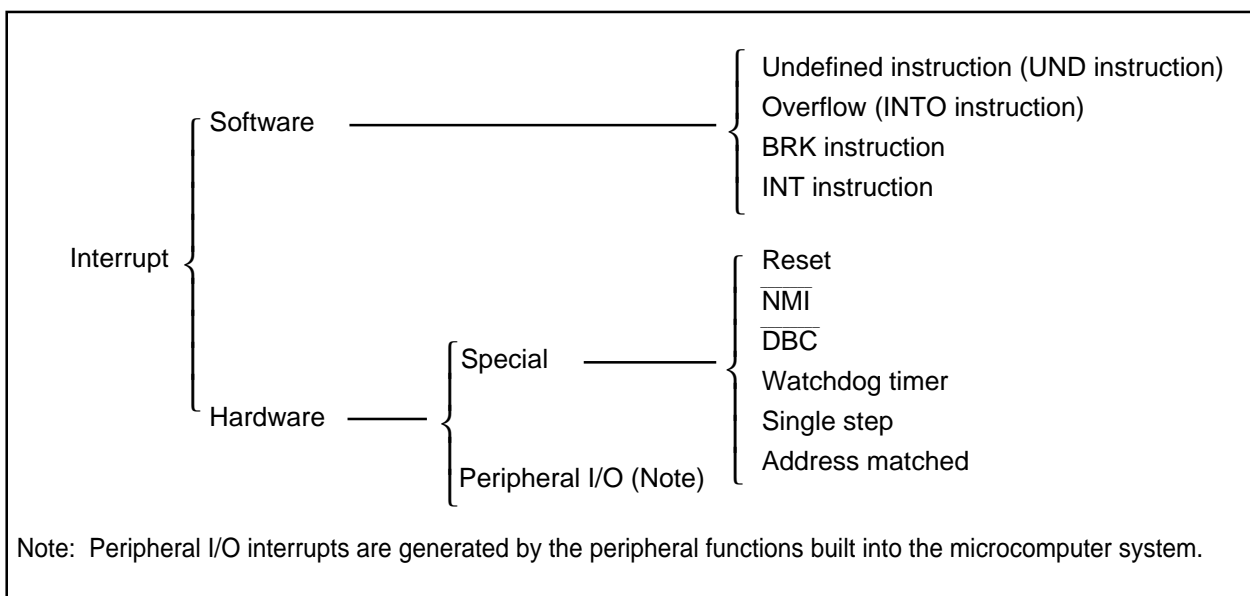 Interrupt
Software
Undefined instruction (UND instruction)
Overflow (INTO instruction)
BRK instruction
INT instruction
Hardware
Special
Reset
N̅M̅I̅
D̅B̅C̅
Watchdog timer
Single step
Address matched
Peripheral I/O (Note)
Note: Peripheral I/O interrupts are generated by the peripheral functions built into the microcomputer system.